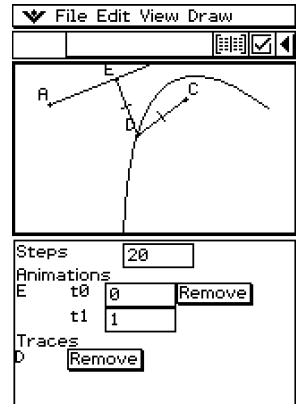 File Edit View Draw
E
A
C
D
Steps 20
Animations
E t0 0 Remove
t1 1
Traces
D Remove